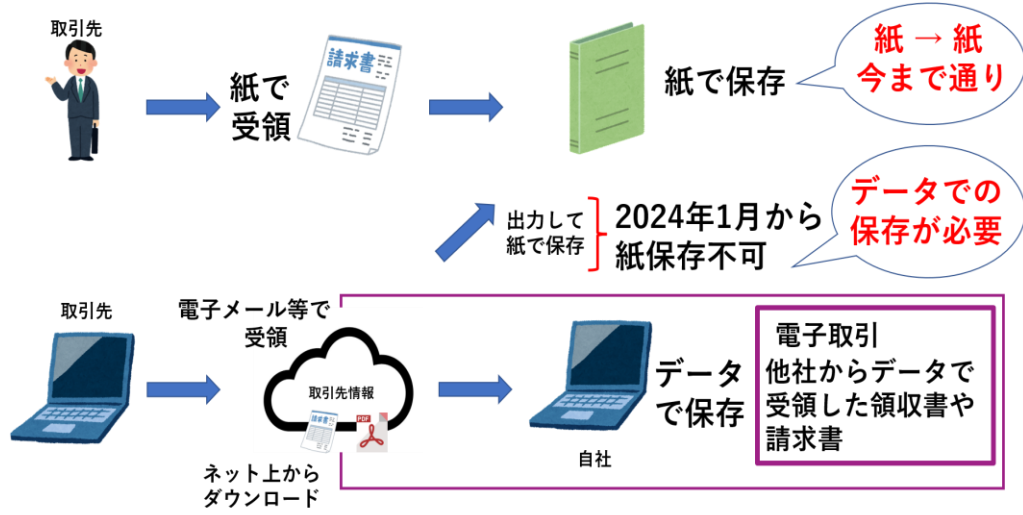 取引先
紙で
受領
請求書
紙で保存
紙 → 紙
今まで通り
出力して
紙で保存
2024年1月から
紙保存不可
データでの
保存が必要
取引先
電子メール等で
受領
取引先情報
請求書
PDF
ネット上から
ダウンロード
自社
データ
で保存
電子取引
他社からデータで
受領した領収書や
請求書